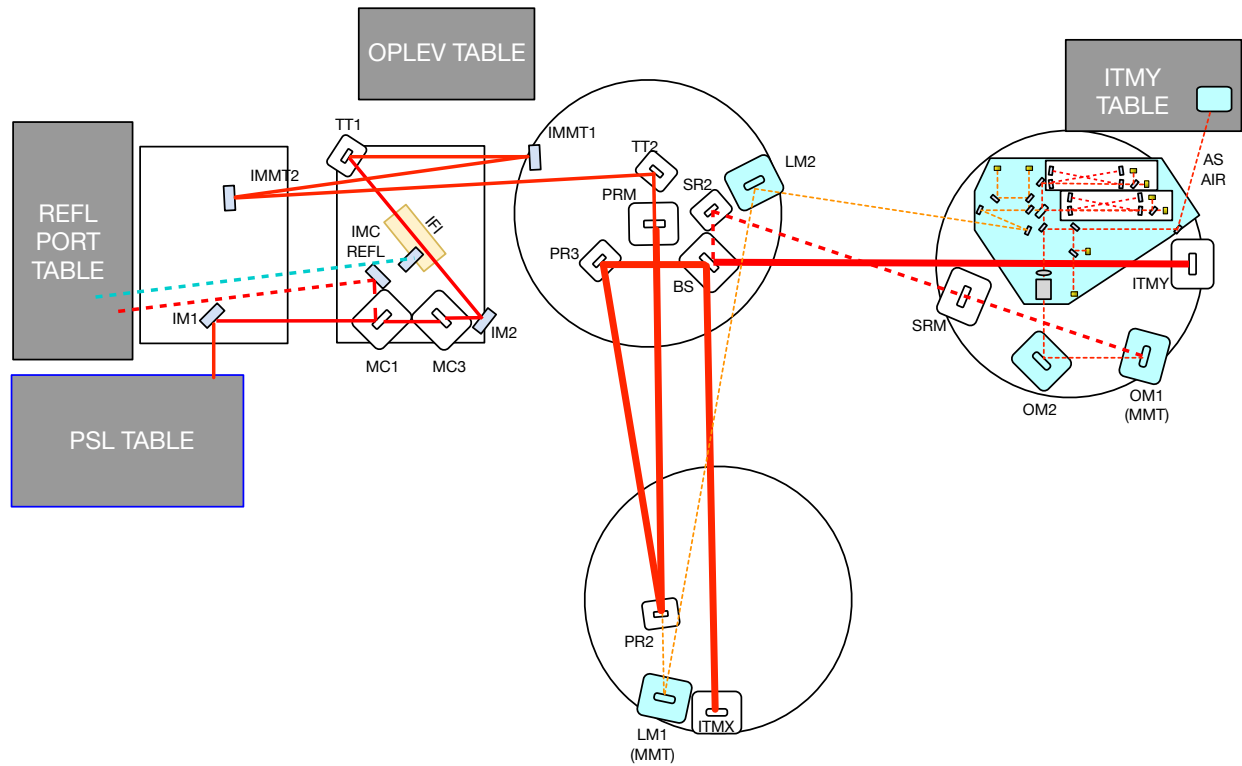 OPLEV TABLE
ITMY
TABLE
TT1
IMMT1
REFL
PORT
TABLE
IMMT2
TT2
LM2
AS
AIR
PRM
SR2
IFI
IMC
REFL
PR3
BS
ITMY
IM1
IM2
SRM
MC1
MC3
PSL TABLE
OM2
OM1
(MMT)
PR2
LM1
(MMT)
ITMX